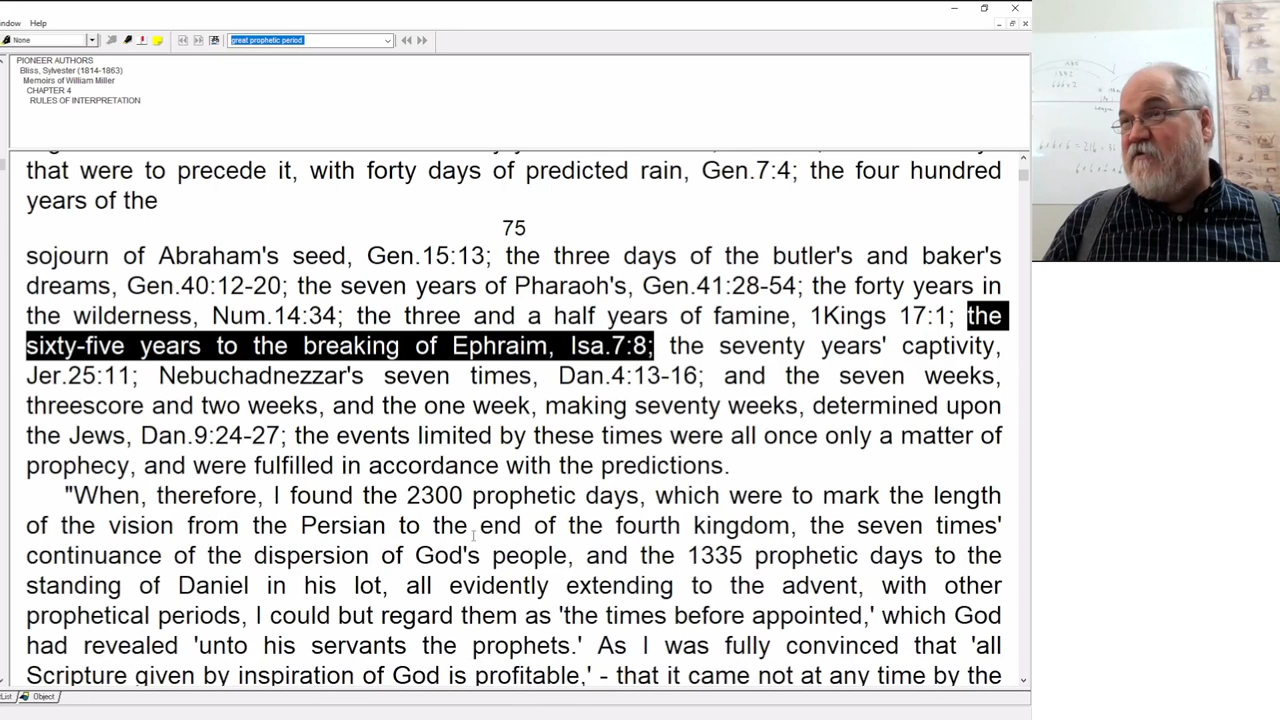 ndow Help
None
great prophetic period
PIONEER AUTHORS
Bliss, Sylvester (1814-1863)
Memoirs of William Miller
CHAPTER 4
RULES OF INTERPRETATION
that were to precede it, with forty days of predicted rain, Gen.7:4; the four hundred
years of the
75
sojourn of Abraham's seed, Gen.15:13; the three days of the butler's and baker's
dreams, Gen.40:12-20; the seven years of Pharaoh's, Gen.41:28-54; the forty years in
the wilderness, Num.14:34; the three and a half years of famine, 1Kings 17:1; the
sixty-five years to the breaking of Ephraim, Isa.7:8; the seventy years' captivity,
Jer.25:11; Nebuchadnezzar's seven times, Dan.4:13-16; and the seven weeks,
threescore and two weeks, and the one week, making seventy weeks, determined upon
the Jews, Dan.9:24-27; the events limited by these times were all once only a matter of
prophecy, and were fulfilled in accordance with the predictions.
"When, therefore, I found the 2300 prophetic days, which were to mark the length
of the vision from the Persian to the end of the fourth kingdom, the seven times'
continuance of the dispersion of God's people, and the 1335 prophetic days to the
standing of Daniel in his lot, all evidently extending to the advent, with other
prophetical periods, I could but regard them as 'the times before appointed,' which God
had revealed 'unto his servants the prophets.' As I was fully convinced that 'all
Scripture given by inspiration of God is profitable,' - that it came not at any time by the
List Object